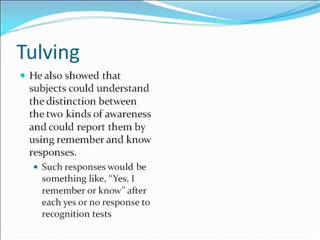 Tulving
He also showed that
subjects could understand
the distinction between
the two kinds of awareness
and could report them by
using remember and know
responses.
Such responses would be
something like, “Yes, I
remember or know” after
each yes or no response to
recognition tests